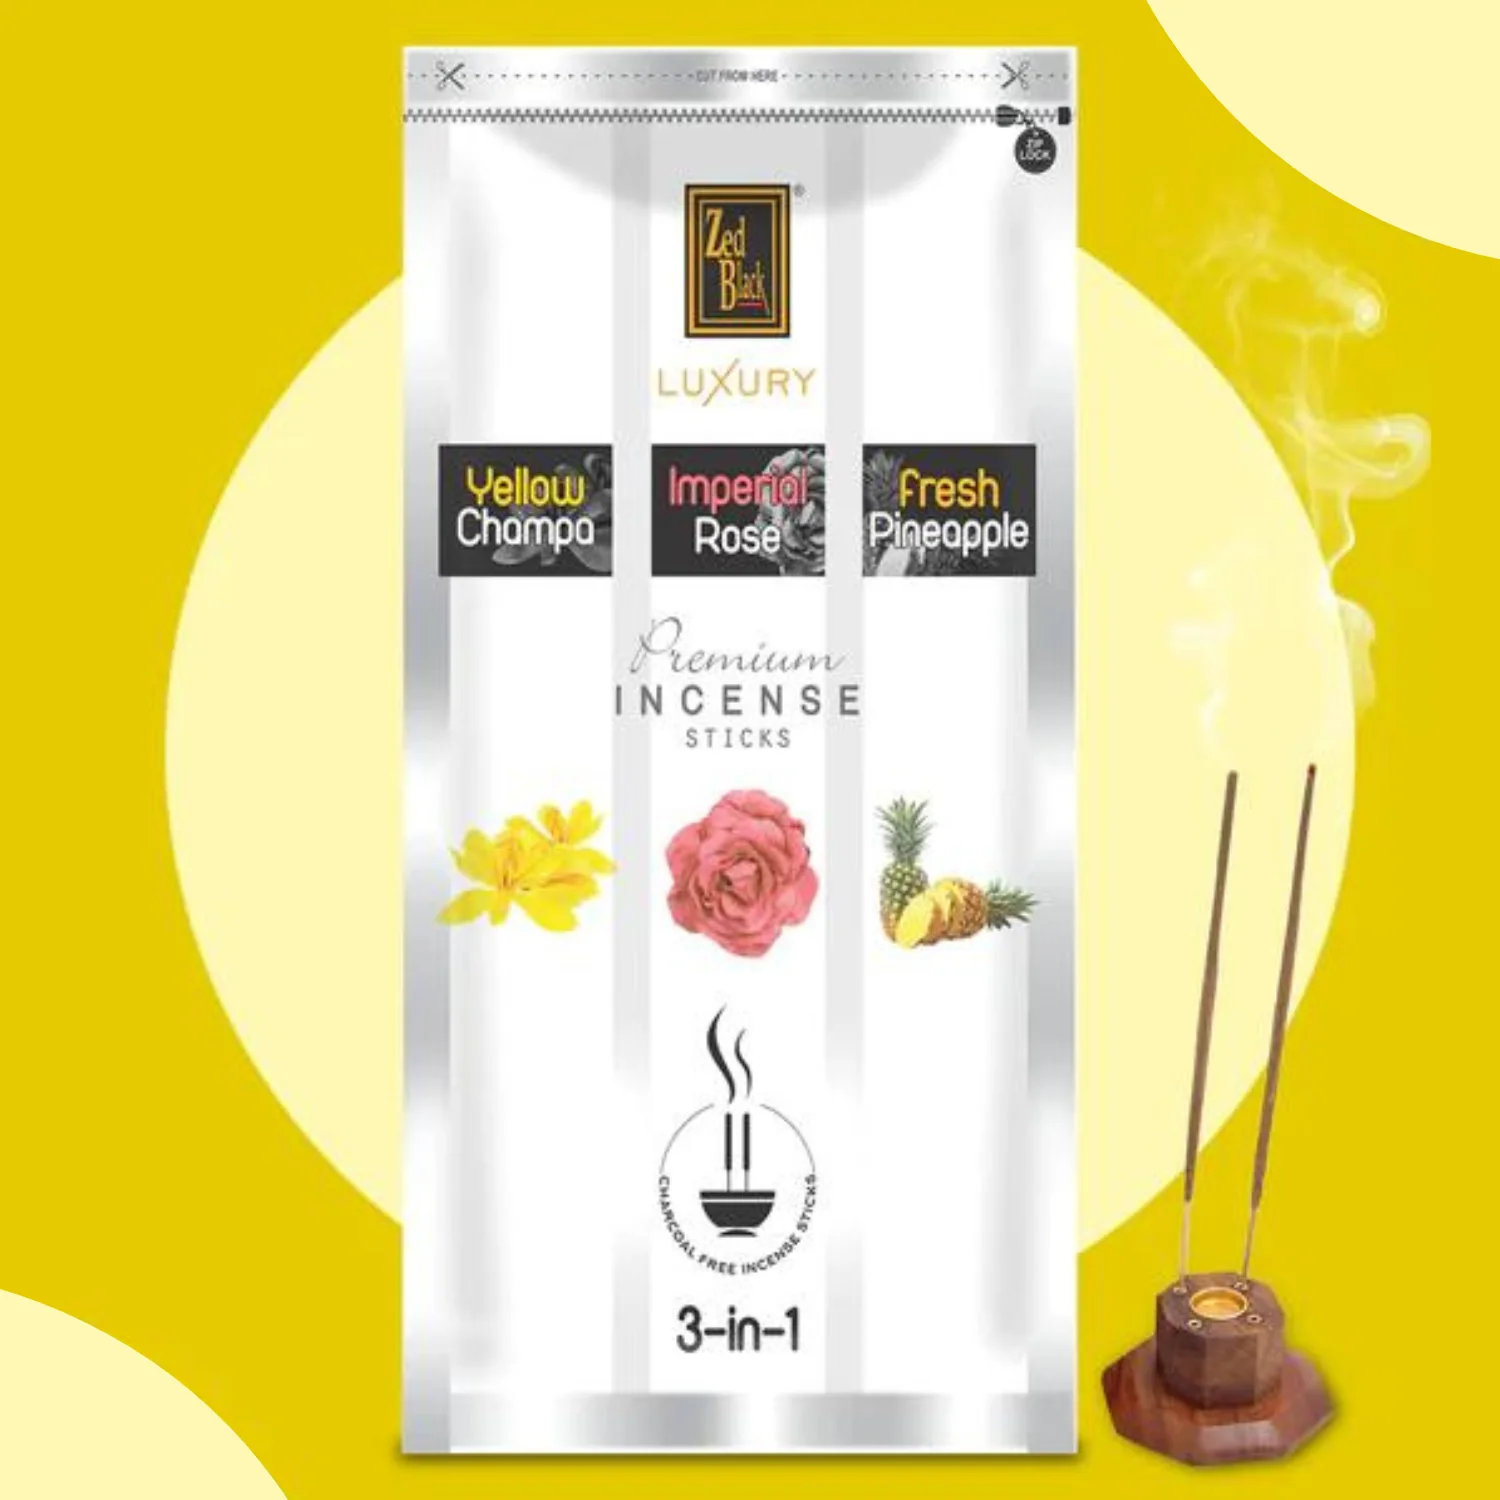 CUT FROM HERE
ZIP
LOCK
Zed
Black
®
LUXURY
Yellow
Champa
Imperial
Rose
Fresh
Pineapple
Premium
INCENSE
STICKS
CHARCOAL FREE INCENSE STICKS
3-in-1